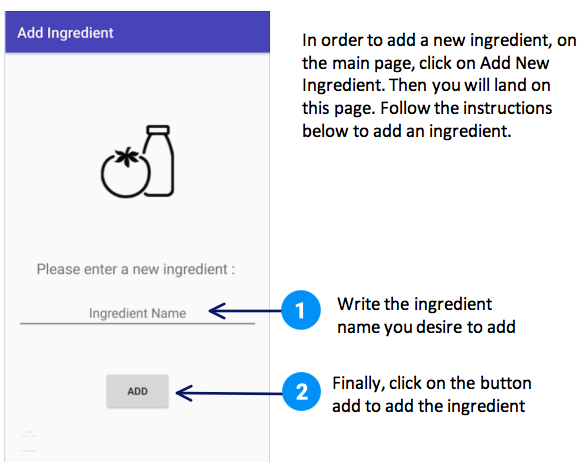 Add Ingredient
In order to add a new ingredient, on
the main page, click on Add New
Ingredient. Then you will land on
this page. Follow the instructions
below to add an ingredient.
Please enter a new ingredient :
Ingredient Name
1
Write the ingredient
name you desire to add
ADD
2
Finally, click on the button
add to add the ingredient